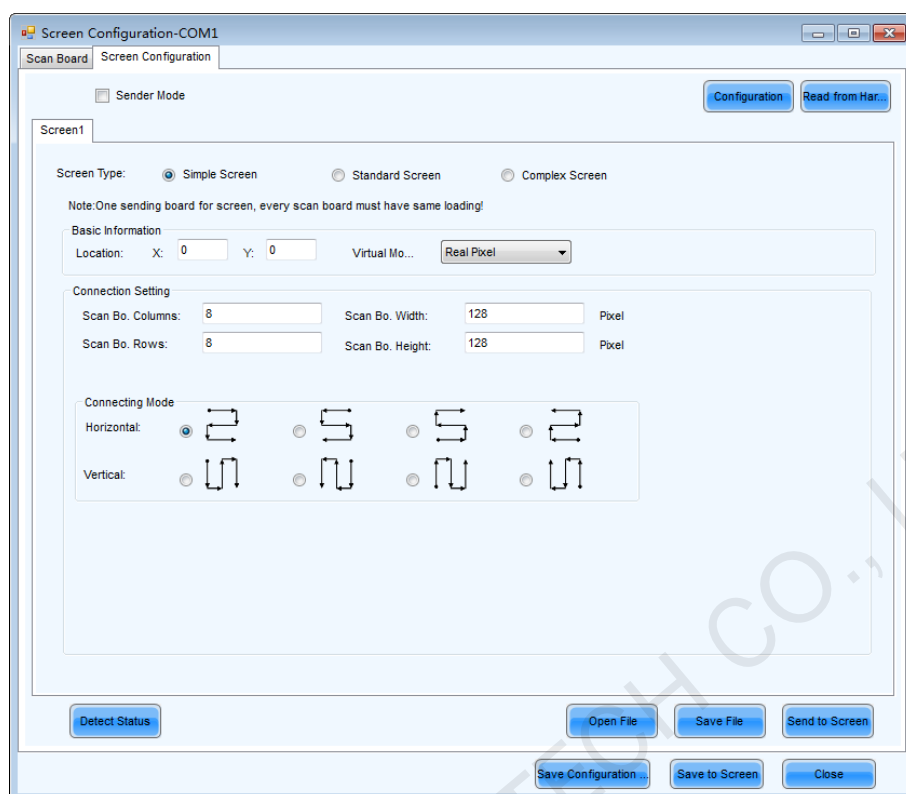 Screen Configuration-COM1
Scan Board Screen Configuration
Sender Mode Configuration Read from Har...
Screen1
Screen Type: Simple Screen Standard Screen Complex Screen
Note:One sending board for screen, every scan board must have same loading!
Basic Information
Location: X: 0 Y: 0 Virtual Mo... Real Pixel
Connection Setting
Scan Bo. Columns: 8 Scan Bo. Width: 128 Pixel
Scan Bo. Rows: 8 Scan Bo. Height: 128 Pixel
Connecting Mode
Horizontal:
Vertical:
Detect Status Open File Save File Send to Screen
Save Configuration ... Save to Screen Close
TECH CO., L